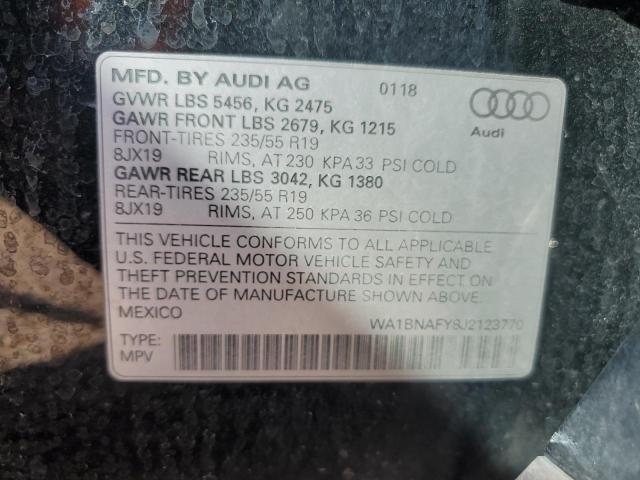 MFD. BY AUDI AG 0118
GVWR LBS 5456, KG 2475
GAWR FRONT LBS 2679, KG 1215
FRONT-TIRES 235/55 R19
8JX19 RIMS, AT 230 KPA 33 PSI COLD
GAWR REAR LBS 3042, KG 1380
REAR-TIRES 235/55 R19
8JX19 RIMS, AT 250 KPA 36 PSI COLD
Audi
THIS VEHICLE CONFORMS TO ALL APPLICABLE
U.S. FEDERAL MOTOR VEHICLE SAFETY AND
THEFT PREVENTION STANDARDS IN EFFECT ON
THE DATE OF MANUFACTURE SHOWN ABOVE.
MEXICO
WA1BNAFY8J2123770
TYPE:
MPV